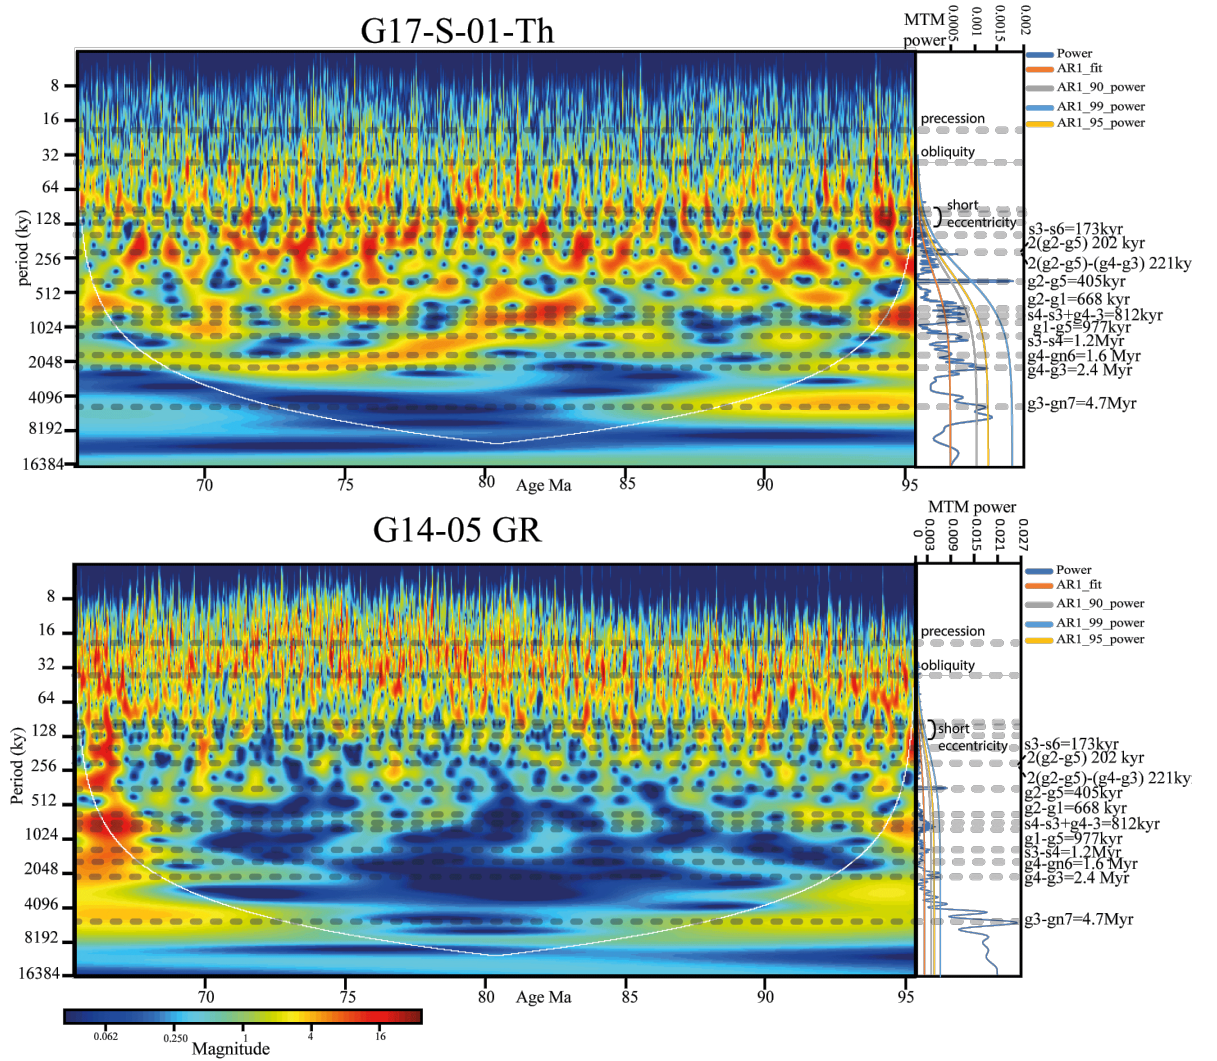 G17-S-01-Th
MTM
power
0.0005
0.001
0.0015
0.002
Power
AR1_fit
AR1_90_power
AR1_99_power
AR1_95_power
period (ky)
8
16
32
64
128
256
512
1024
2048
4096
8192
16384
precession
obliquity
short
eccentricity
s3-s6=173kyr
2(g2-g5) 202 kyr
2(g2-g5)-(g4-g3) 221ky
g2-g5=405kyr
g2-g1=668 kyr
s4-s3+g4-3=812kyr
g1-g5=977kyr
s3-s4=1.2Myr
g4-gn6=1.6 Myr
g4-g3=2.4 Myr
g3-gn7=4.7Myr
70
75
80
Age Ma
85
90
95
G14-05 GR
MTM power
0
0.003
0.009
0.015
0.021
0.027
Power
AR1_fit
AR1_90_power
AR1_99_power
AR1_95_power
Period (ky)
8
16
32
64
128
256
512
1024
2048
4096
8192
16384
precession
obliquity
short
eccentricity
s3-s6=173kyr
2(g2-g5) 202 kyr
2(g2-g5)-(g4-g3) 221ky
g2-g5=405kyr
g2-g1=668 kyr
s4-s3+g4-3=812kyr
g1-g5=977kyr
s3-s4=1.2Myr
g4-gn6=1.6 Myr
g4-g3=2.4 Myr
g3-gn7=4.7Myr
70
75
80
Age Ma
85
90
95
0.062
0.250
1
4
16
Magnitude